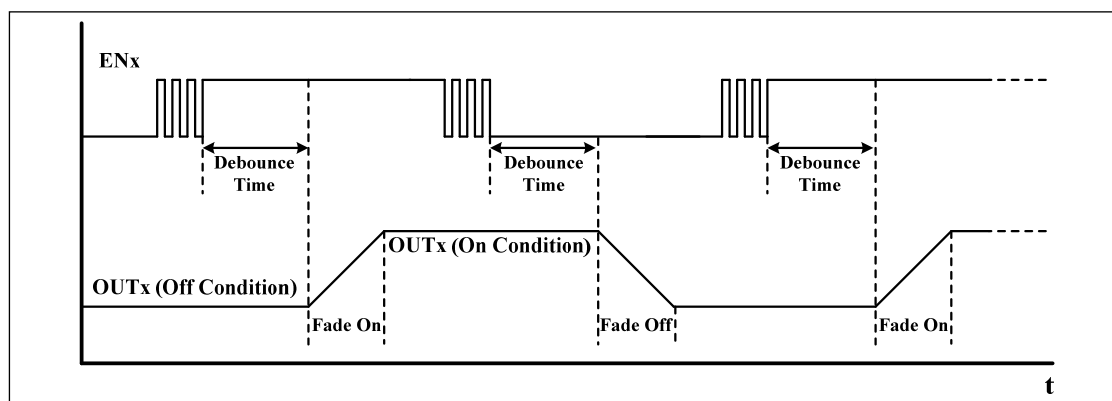 ENx
Debounce
Time
Debounce
Time
Debounce
Time
OUTx (On Condition)
OUTx (Off Condition)
Fade On
Fade Off
Fade On
t